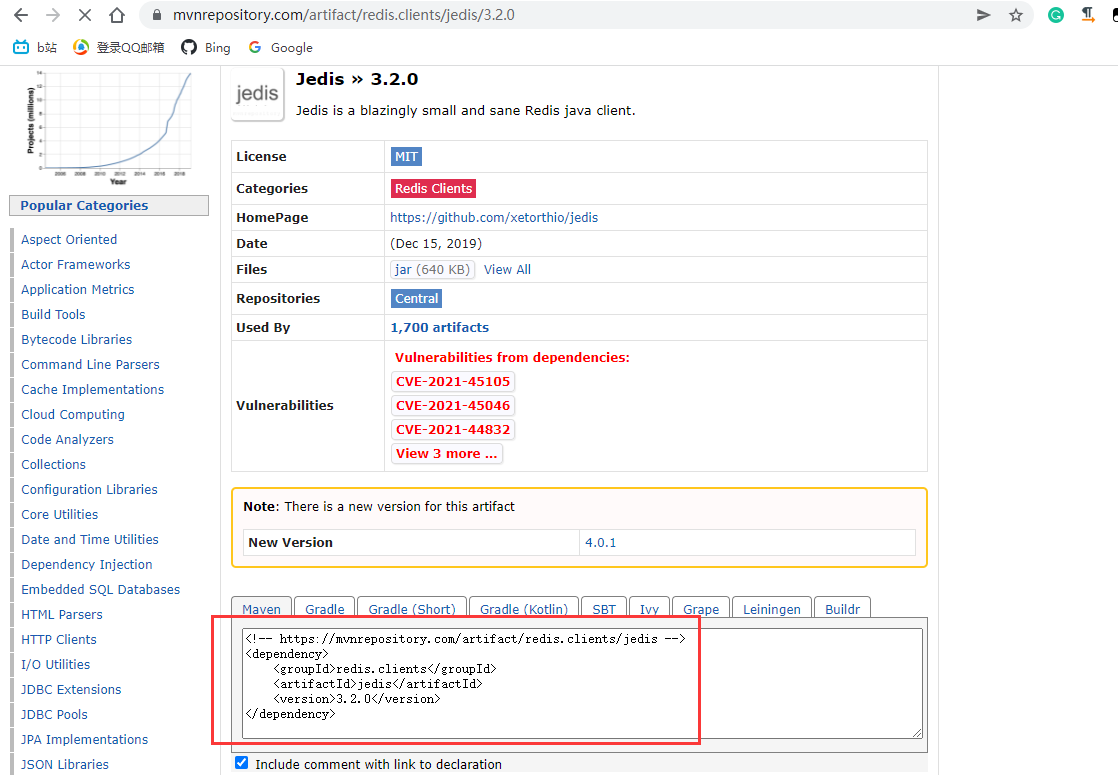 mvnrepository.com/artifact/redis.clients/jedis/3.2.0
b站 登录QQ邮箱 Bing Google
Projects (millions)
14
12
10
8
6
4
2
0
2006 2008 2010 2012 2014 2016 2018
Year
Popular Categories
Aspect Oriented
Actor Frameworks
Application Metrics
Build Tools
Bytecode Libraries
Command Line Parsers
Cache Implementations
Cloud Computing
Code Analyzers
Collections
Configuration Libraries
Core Utilities
Date and Time Utilities
Dependency Injection
Embedded SQL Databases
HTML Parsers
HTTP Clients
I/O Utilities
JDBC Extensions
JDBC Pools
JPA Implementations
JSON Libraries
jedis
Jedis » 3.2.0
Jedis is a blazingly small and sane Redis java client.
License MIT
Categories Redis Clients
HomePage https://github.com/xetorthio/jedis
Date (Dec 15, 2019)
Files jar (640 KB) View All
Repositories Central
Used By 1,700 artifacts
Vulnerabilities Vulnerabilities from dependencies:
CVE-2021-45105
CVE-2021-45046
CVE-2021-44832
View 3 more ...
Note: There is a new version for this artifact
New Version 4.0.1
Maven Gradle Gradle (Short) Gradle (Kotlin) SBT Ivy Grape Leiningen Buildr
<!-- https://mvnrepository.com/artifact/redis.clients/jedis -->
<dependency>
    <groupId>redis.clients</groupId>
    <artifactId>jedis</artifactId>
    <version>3.2.0</version>
</dependency>
Include comment with link to declaration